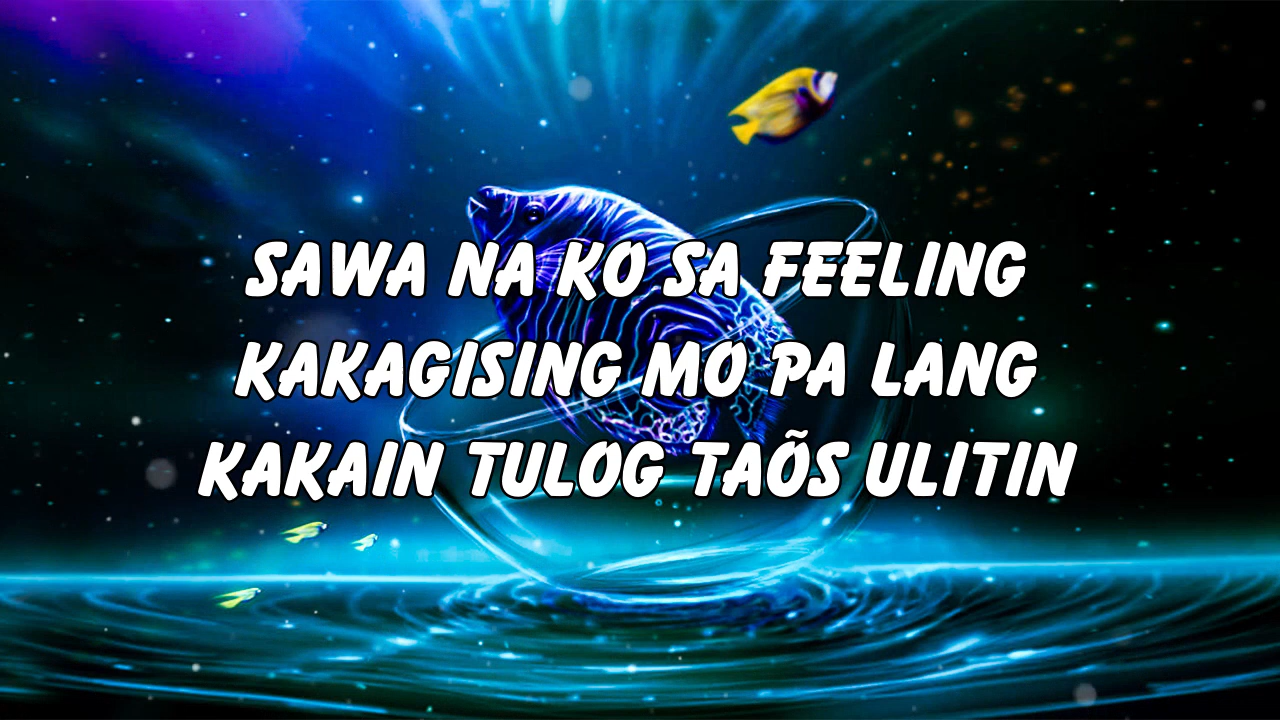 SAWA NA KO SA FEELING
KAKAGISING MO PA LANG
KAKAIN TULOG TAÕS ULITIN